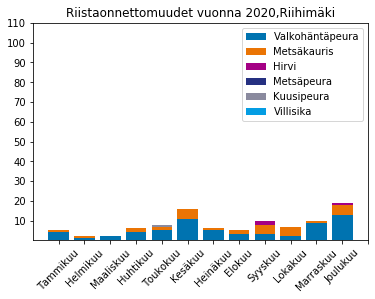 Riistaonnettomuudet vuonna 2020,Riihimäki
110
100
90
80
70
60
50
40
30
20
10
Valkohäntäpeura
Metsäkauris
Hirvi
Metsäpeura
Kuusipeura
Villisika
Tammikuu
Helmikuu
Maaliskuu
Huhtikuu
Toukokuu
Kesäkuu
Heinäkuu
Elokuu
Syyskuu
Lokakuu
Marraskuu
Joulukuu